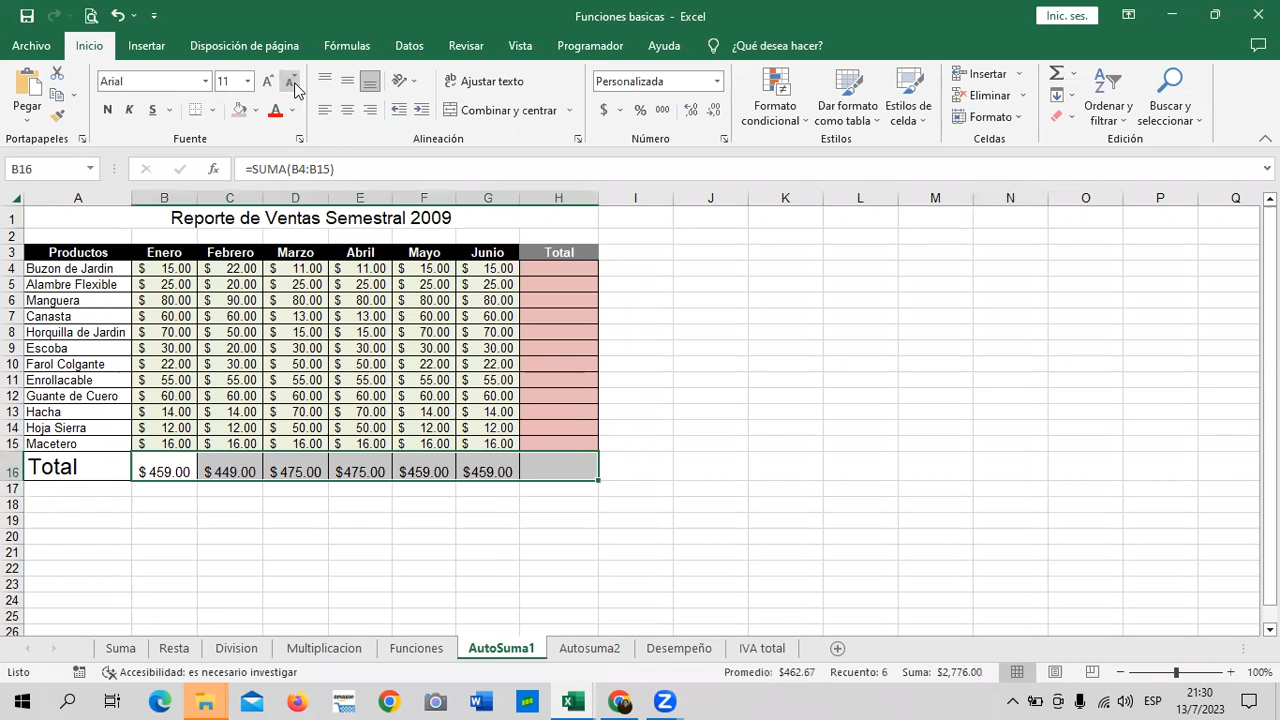 Funciones basicas - Excel
Inic. ses.
Archivo Inicio Insertar Disposición de página Fórmulas Datos Revisar Vista Programador Ayuda ¿Qué desea hacer?
Pegar
Arial 11
N K S
Ajustar texto
Combinar y centrar
Personalizada
$ % 000
Formato condicional
Dar formato como tabla
Estilos de celda
Insertar
Eliminar
Formato
Ordenar y filtrar
Buscar y seleccionar
Portapapeles Fuente Alineación Número Estilos Celdas Edición
B16 fx =SUMA(B4:B15)
A B C D E F G H I J K L M N O P Q
1 Reporte de Ventas Semestral 2009
2
3 Productos Enero Febrero Marzo Abril Mayo Junio Total
4 Buzon de Jardin $ 15.00 $ 22.00 $ 11.00 $ 11.00 $ 15.00 $ 15.00
5 Alambre Flexible $ 25.00 $ 20.00 $ 25.00 $ 25.00 $ 25.00 $ 25.00
6 Manguera $ 80.00 $ 90.00 $ 80.00 $ 80.00 $ 80.00 $ 80.00
7 Canasta $ 60.00 $ 60.00 $ 13.00 $ 13.00 $ 60.00 $ 60.00
8 Horquilla de Jardin $ 70.00 $ 50.00 $ 15.00 $ 15.00 $ 70.00 $ 70.00
9 Escoba $ 30.00 $ 20.00 $ 30.00 $ 30.00 $ 30.00 $ 30.00
10 Farol Colgante $ 22.00 $ 30.00 $ 50.00 $ 50.00 $ 22.00 $ 22.00
11 Enrollacable $ 55.00 $ 55.00 $ 55.00 $ 55.00 $ 55.00 $ 55.00
12 Guante de Cuero $ 60.00 $ 60.00 $ 60.00 $ 60.00 $ 60.00 $ 60.00
13 Hacha $ 14.00 $ 14.00 $ 70.00 $ 70.00 $ 14.00 $ 14.00
14 Hoja Sierra $ 12.00 $ 12.00 $ 50.00 $ 50.00 $ 12.00 $ 12.00
15 Macetero $ 16.00 $ 16.00 $ 16.00 $ 16.00 $ 16.00 $ 16.00
16 Total $ 459.00 $ 449.00 $ 475.00 $475.00 $459.00 $459.00
17
18
19
20
21
22
23
24
25
26
Suma Resta Division Multiplicacion Funciones AutoSuma1 Autosuma2 Desempeño IVA total
Listo Accesibilidad: es necesario investigar Promedio: $462.67 Recuento: 6 Suma: $2,776.00 100%
ESP 21:30
13/7/2023